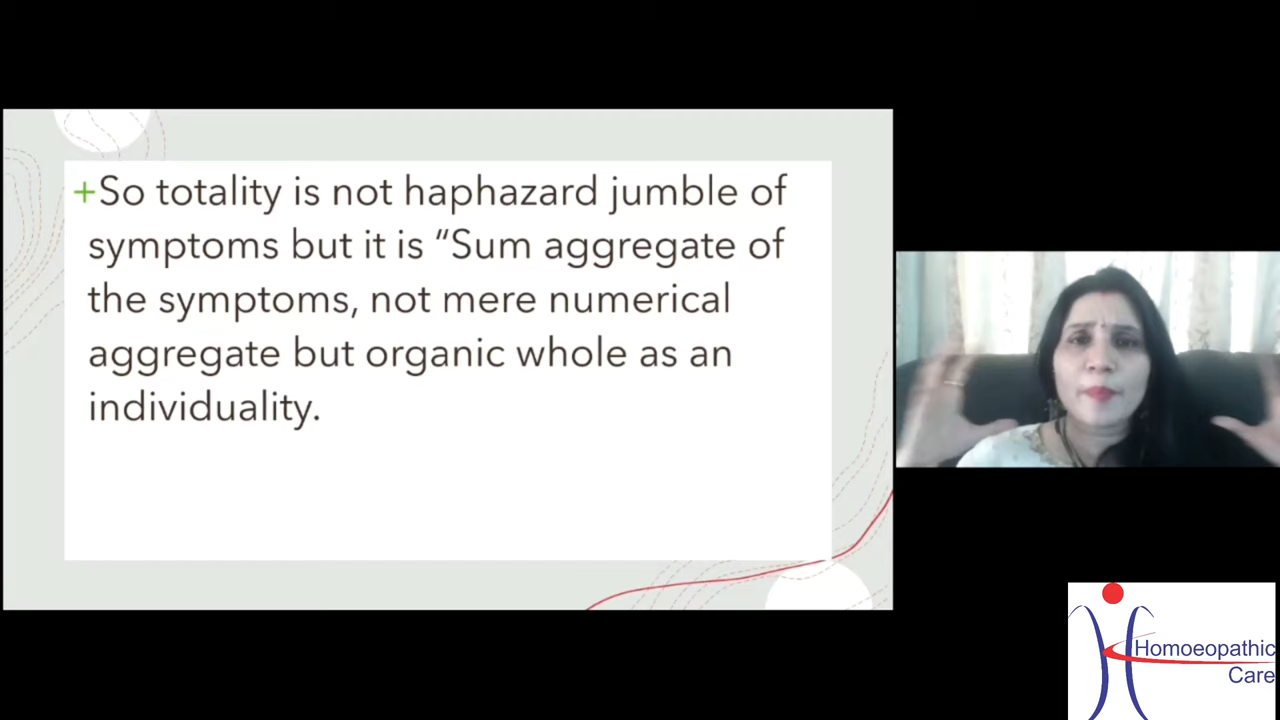 +So totality is not haphazard jumble of
symptoms but it is “Sum aggregate of
the symptoms, not mere numerical
aggregate but organic whole as an
individuality.
Homoeopathic
Care